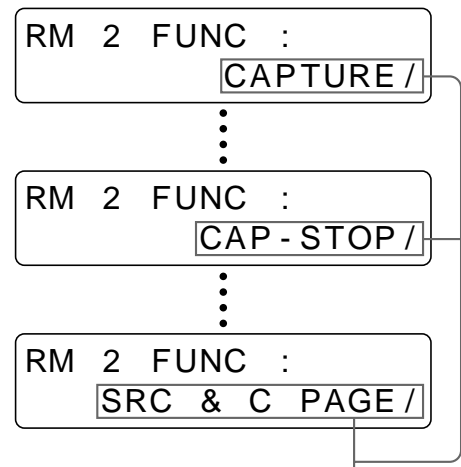 RM 2 FUNC :
CAPTURE /
RM 2 FUNC :
CAP - STOP /
RM 2 FUNC :
SRC & C PAGE /